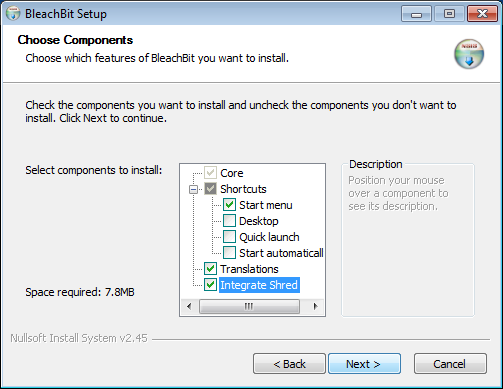 BleachBit Setup
Choose Components
Choose which features of BleachBit you want to install.
Check the components you want to install and uncheck the components you don't want to
install. Click Next to continue.
Select components to install:
Core
Shortcuts
Start menu
Desktop
Quick launch
Start automaticall
Translations
Integrate Shred
Description
Position your mouse
over a component to
see its description.
Space required: 7.8MB
Nullsoft Install System v2.45
< Back
Next >
Cancel